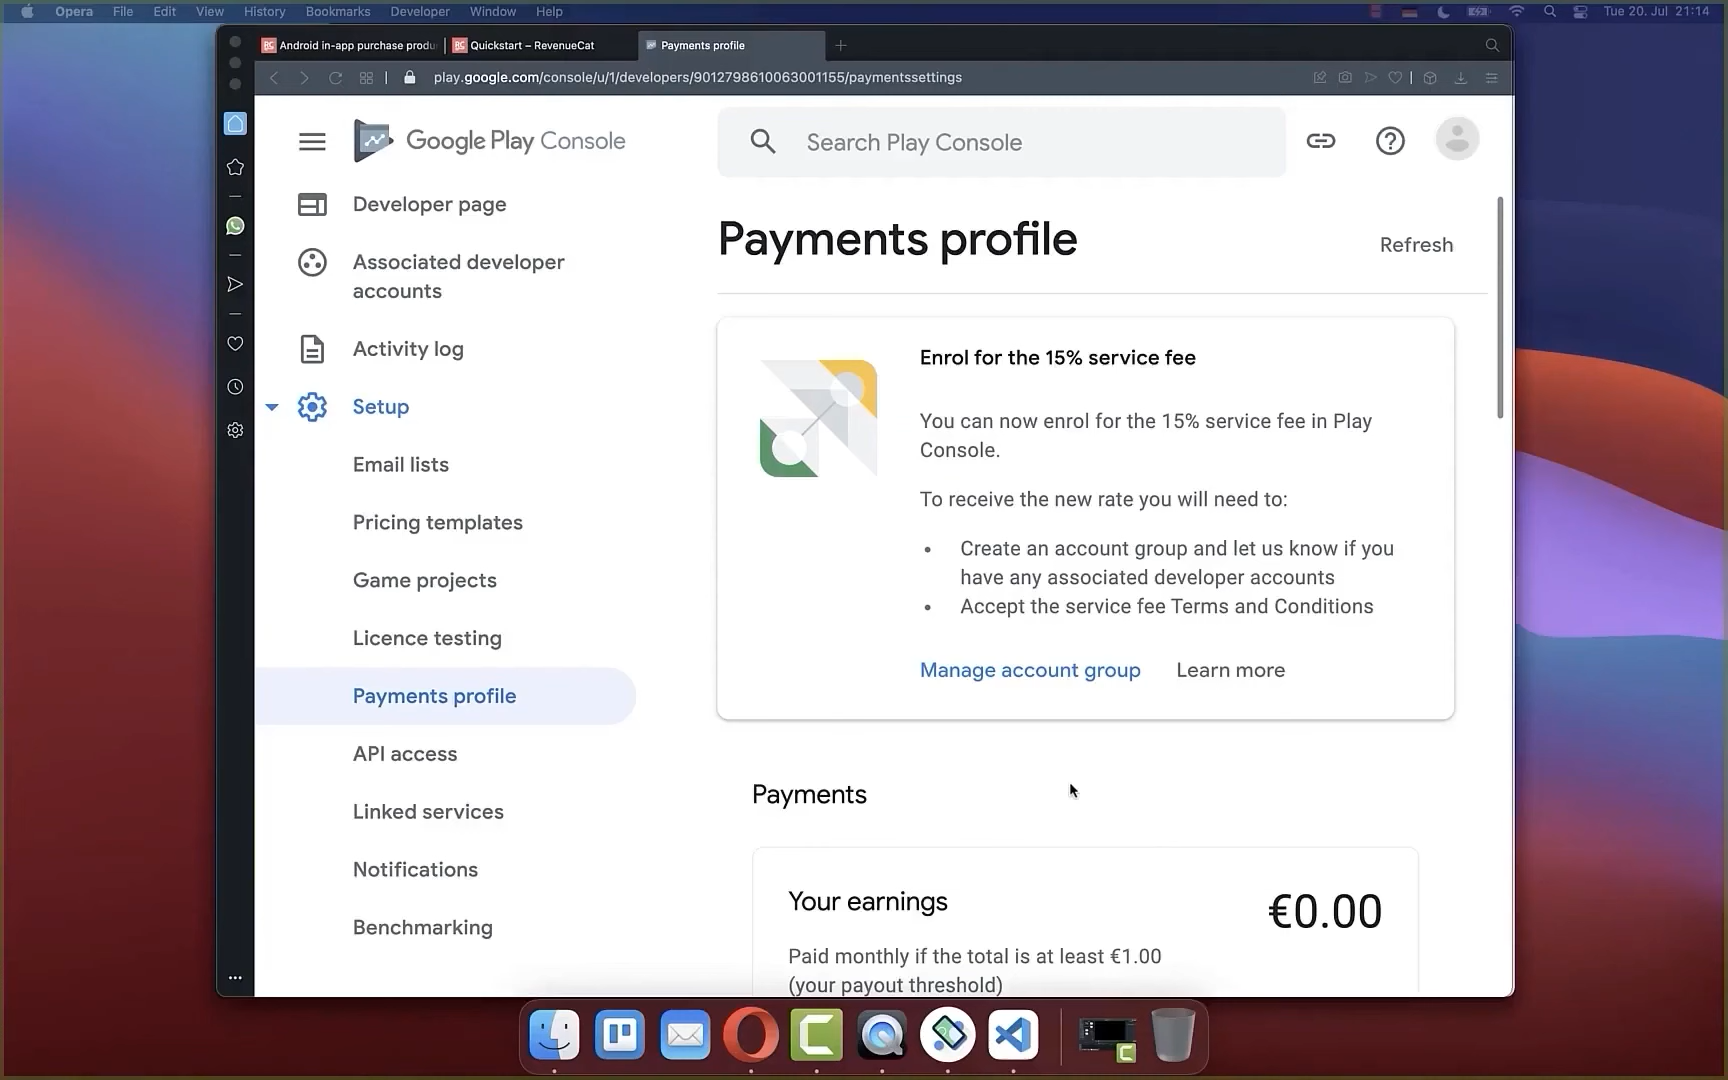 Opera File Edit View History Bookmarks Developer Window Help Tue 20. Jul 21:14
Android in-app purchase produ
Quickstart – RevenueCat
Payments profile
play.google.com/console/u/1/developers/9012798610063001155/paymentssettings
Google Play Console
Search Play Console
Developer page
Associated developer
accounts
Activity log
Setup
Email lists
Pricing templates
Game projects
Licence testing
Payments profile
API access
Linked services
Notifications
Benchmarking
Payments profile
Refresh
Enrol for the 15% service fee
You can now enrol for the 15% service fee in Play
Console.
To receive the new rate you will need to:
• Create an account group and let us know if you
have any associated developer accounts
• Accept the service fee Terms and Conditions
Manage account group Learn more
Payments
Your earnings
€0.00
Paid monthly if the total is at least €1.00
(your payout threshold)